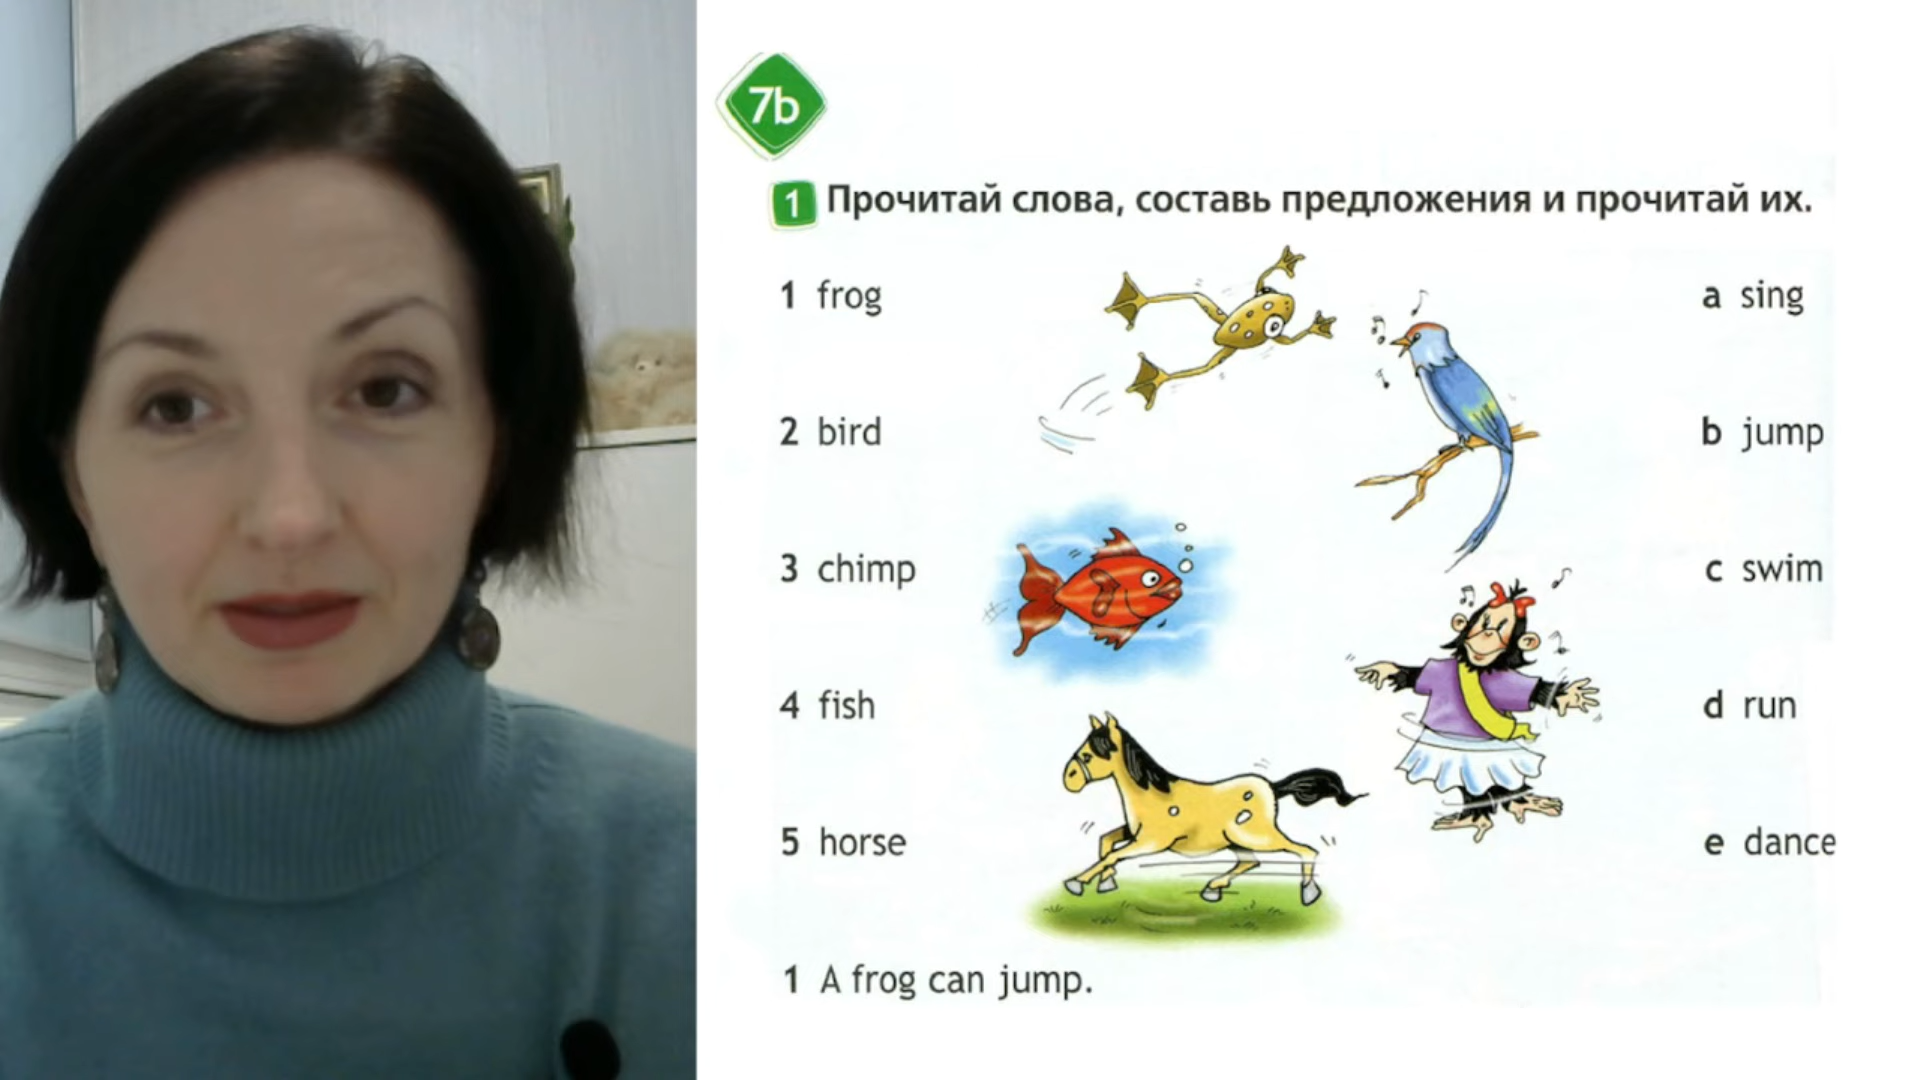 7b
1 Прочитай слова, составь предложения и прочитай их.
1 frog
a sing
2 bird
b jump
3 chimp
c swim
4 fish
d run
5 horse
e dance
1 A frog can jump.